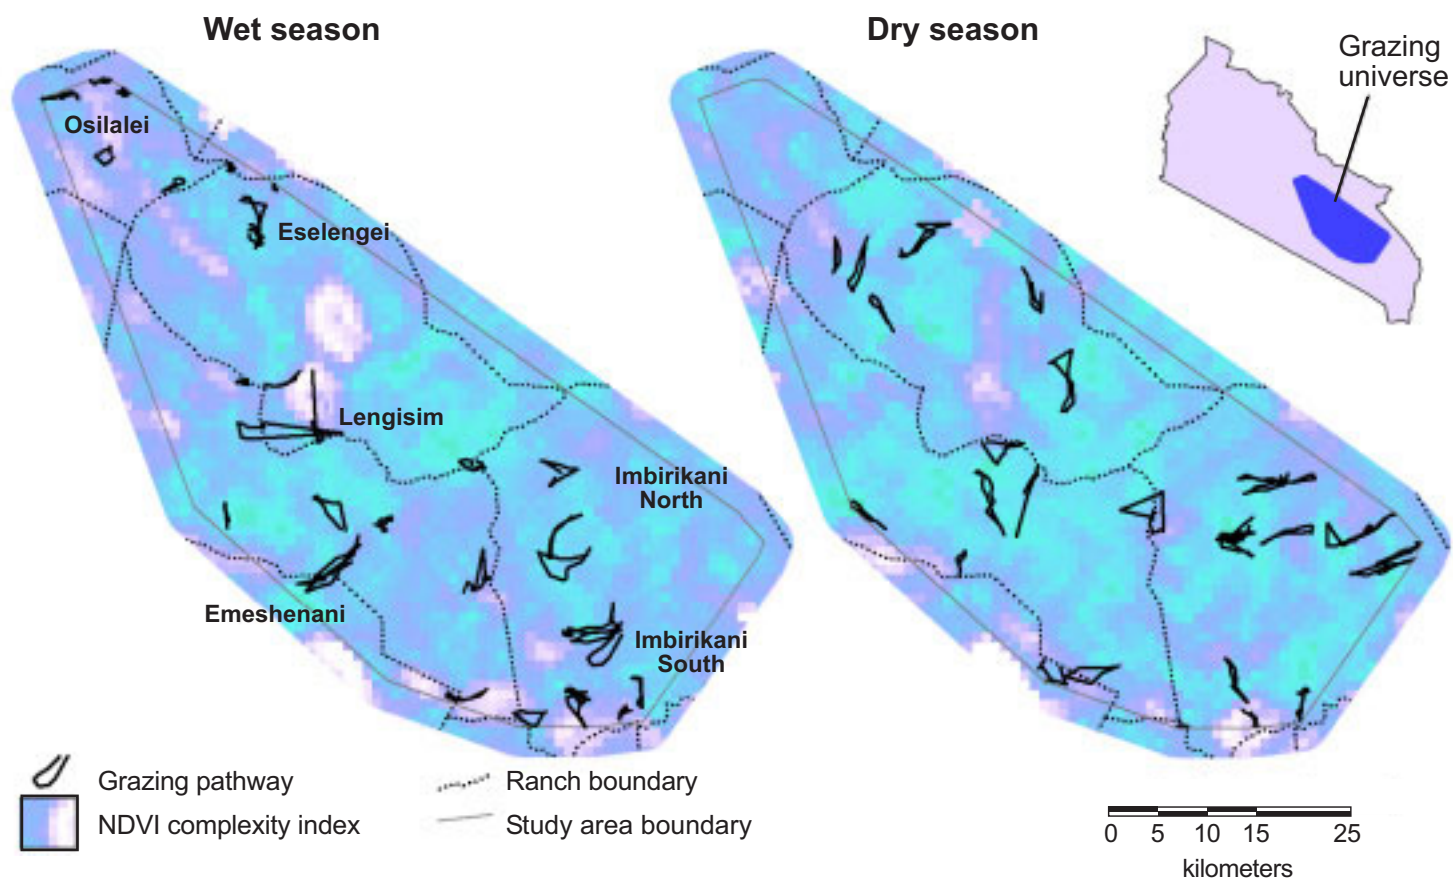 Wet season
Dry season
Grazing
universe
Osilalei
Eselengei
Lengisim
Imbirikani
North
Emeshenani
Imbirikani
South
Grazing pathway
Ranch boundary
NDVI complexity index
Study area boundary
0 5 10 15 25
kilometers